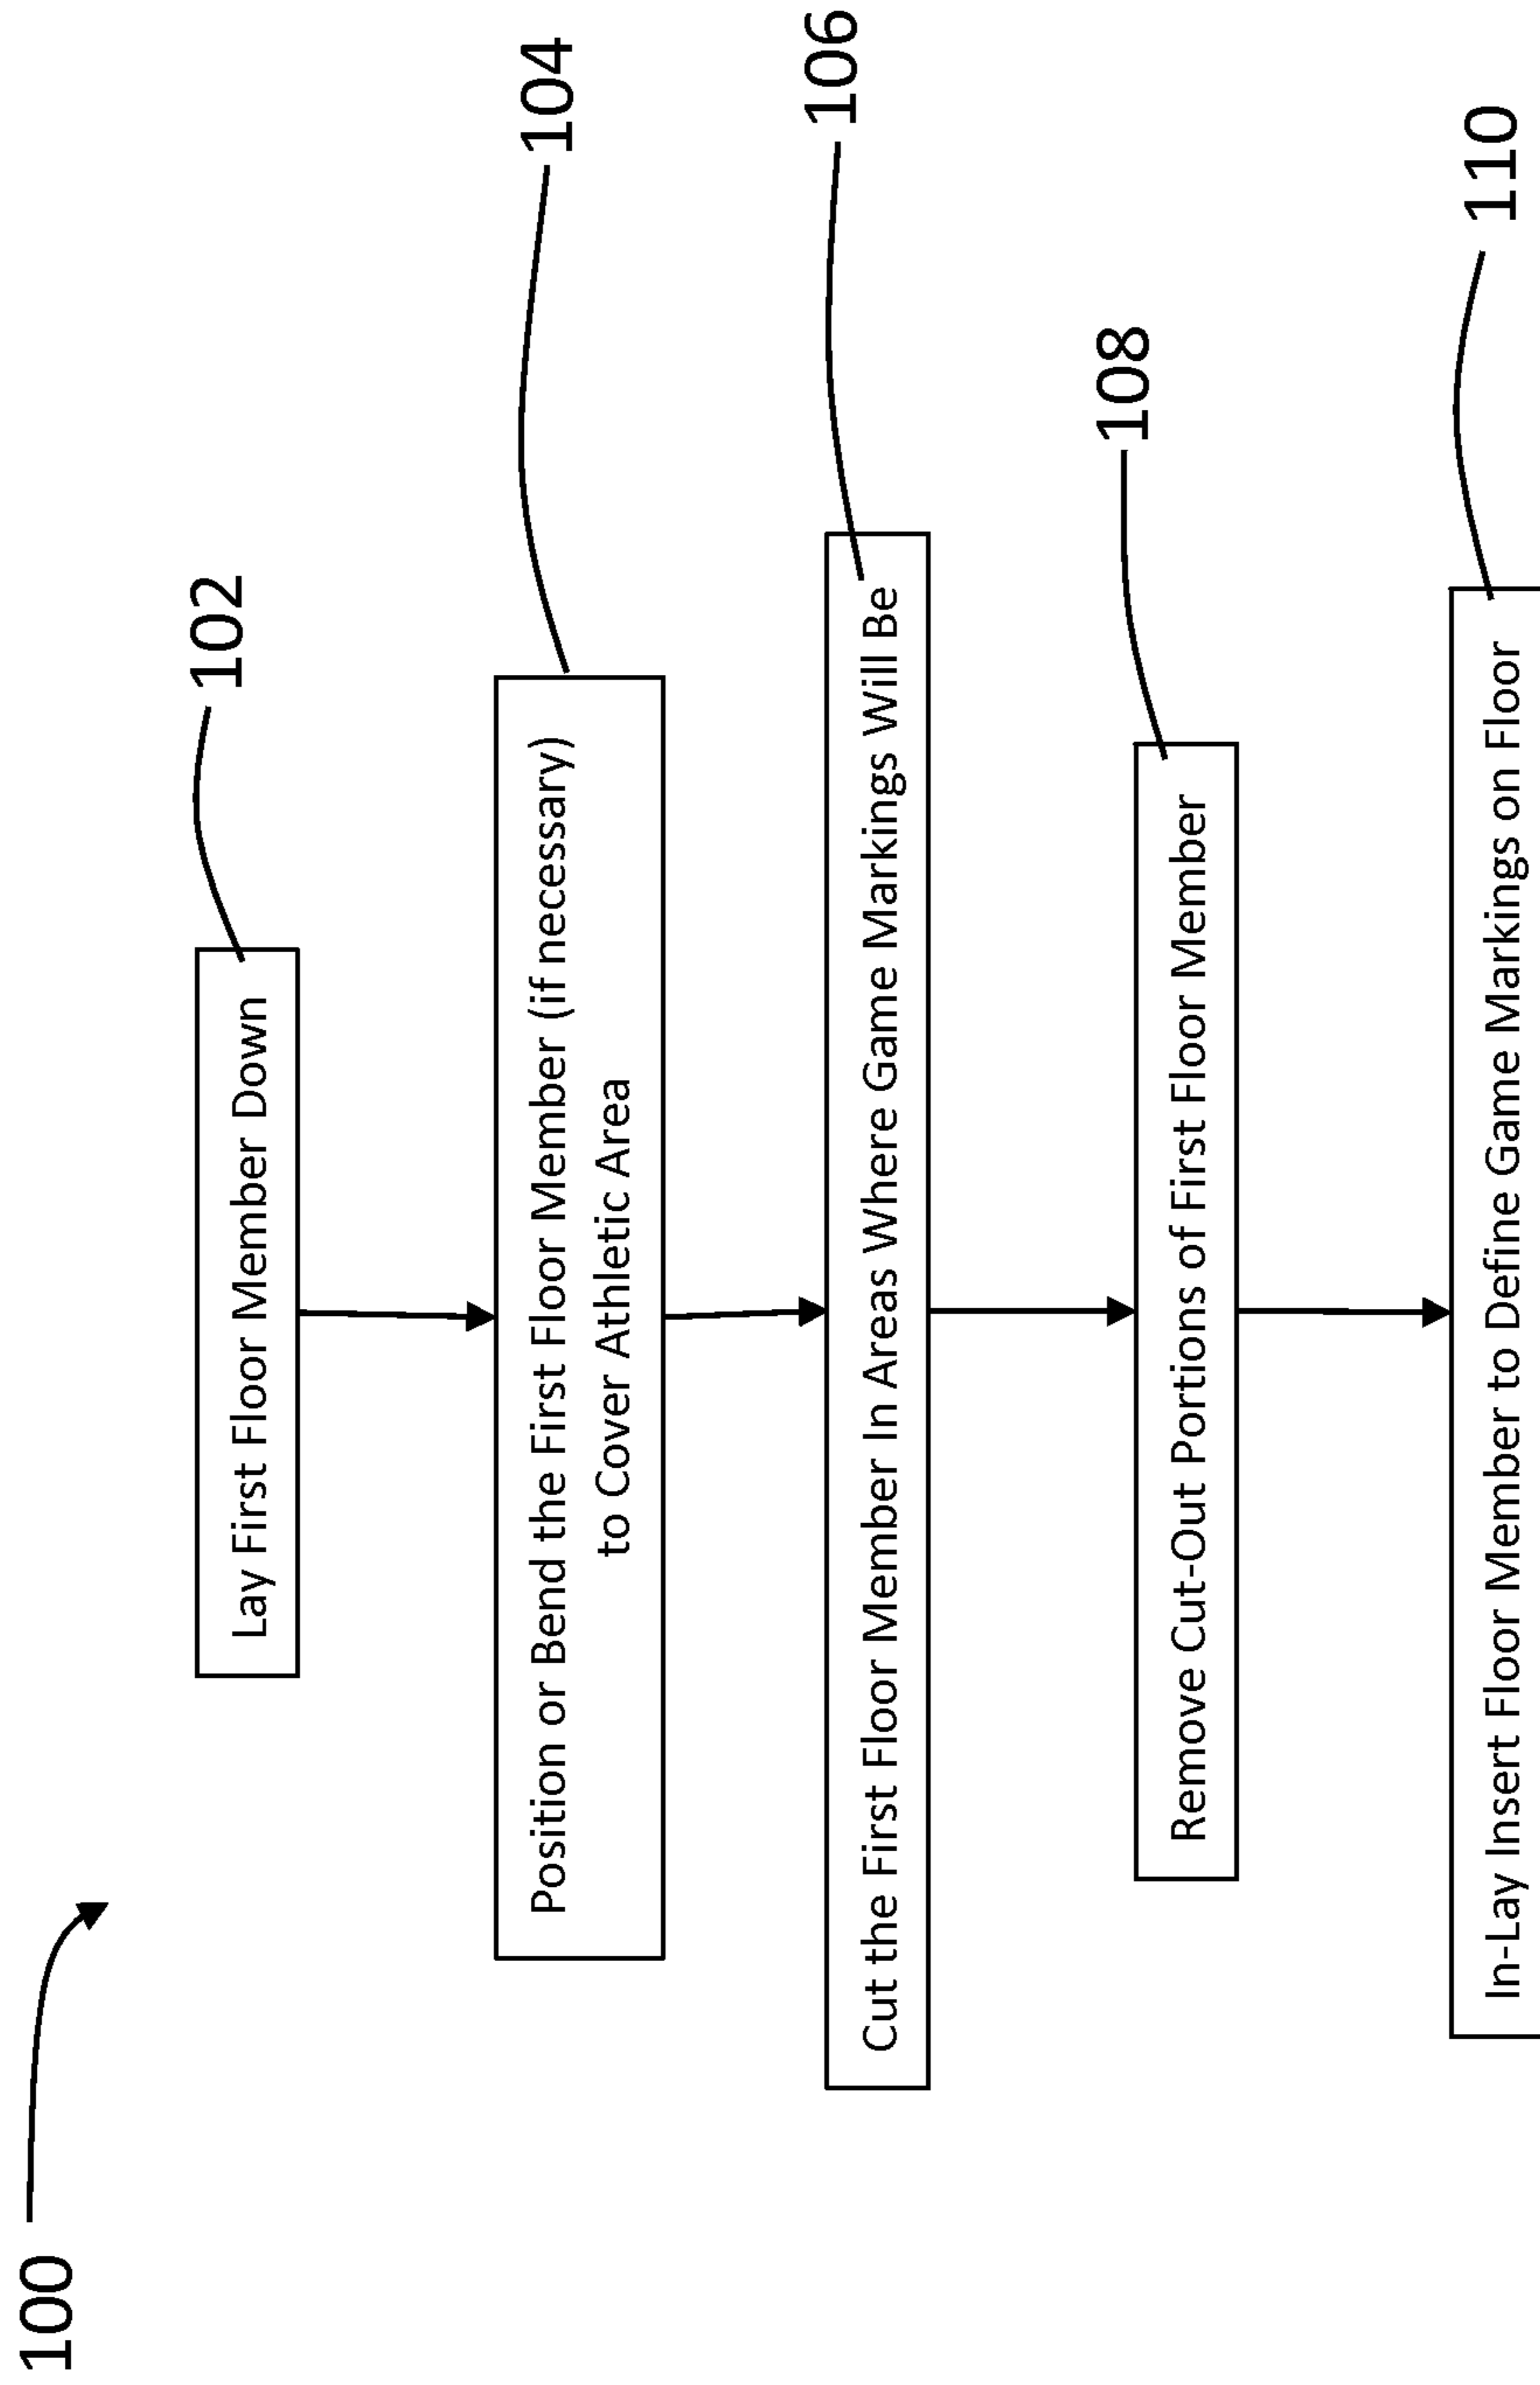 100
102
Lay First Floor Member Down
104
Position or Bend the First Floor Member (if necessary)
to Cover Athletic Area
106
Cut the First Floor Member In Areas Where Game Markings Will Be
108
Remove Cut-Out Portions of First Floor Member
110
In-Lay Insert Floor Member to Define Game Markings on Floor